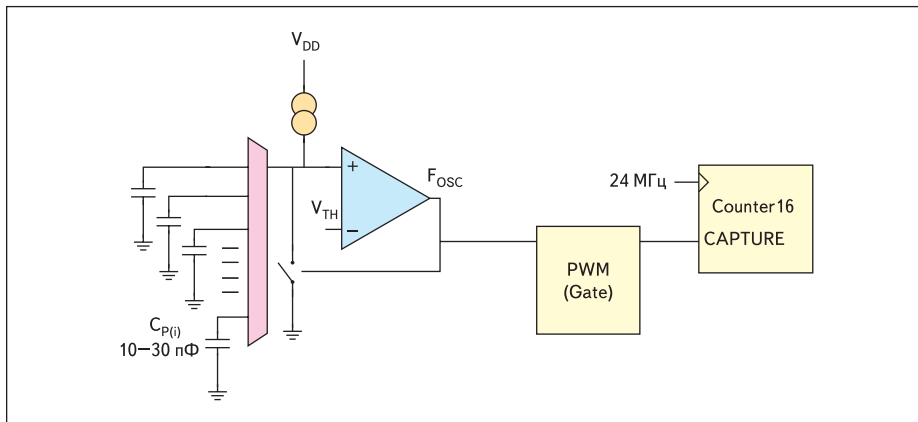 V_DD
+
F_OSC
V_TH
−
24 МГц
Counter16
CAPTURE
PWM
(Gate)
C_P(i)
10−30 пФ